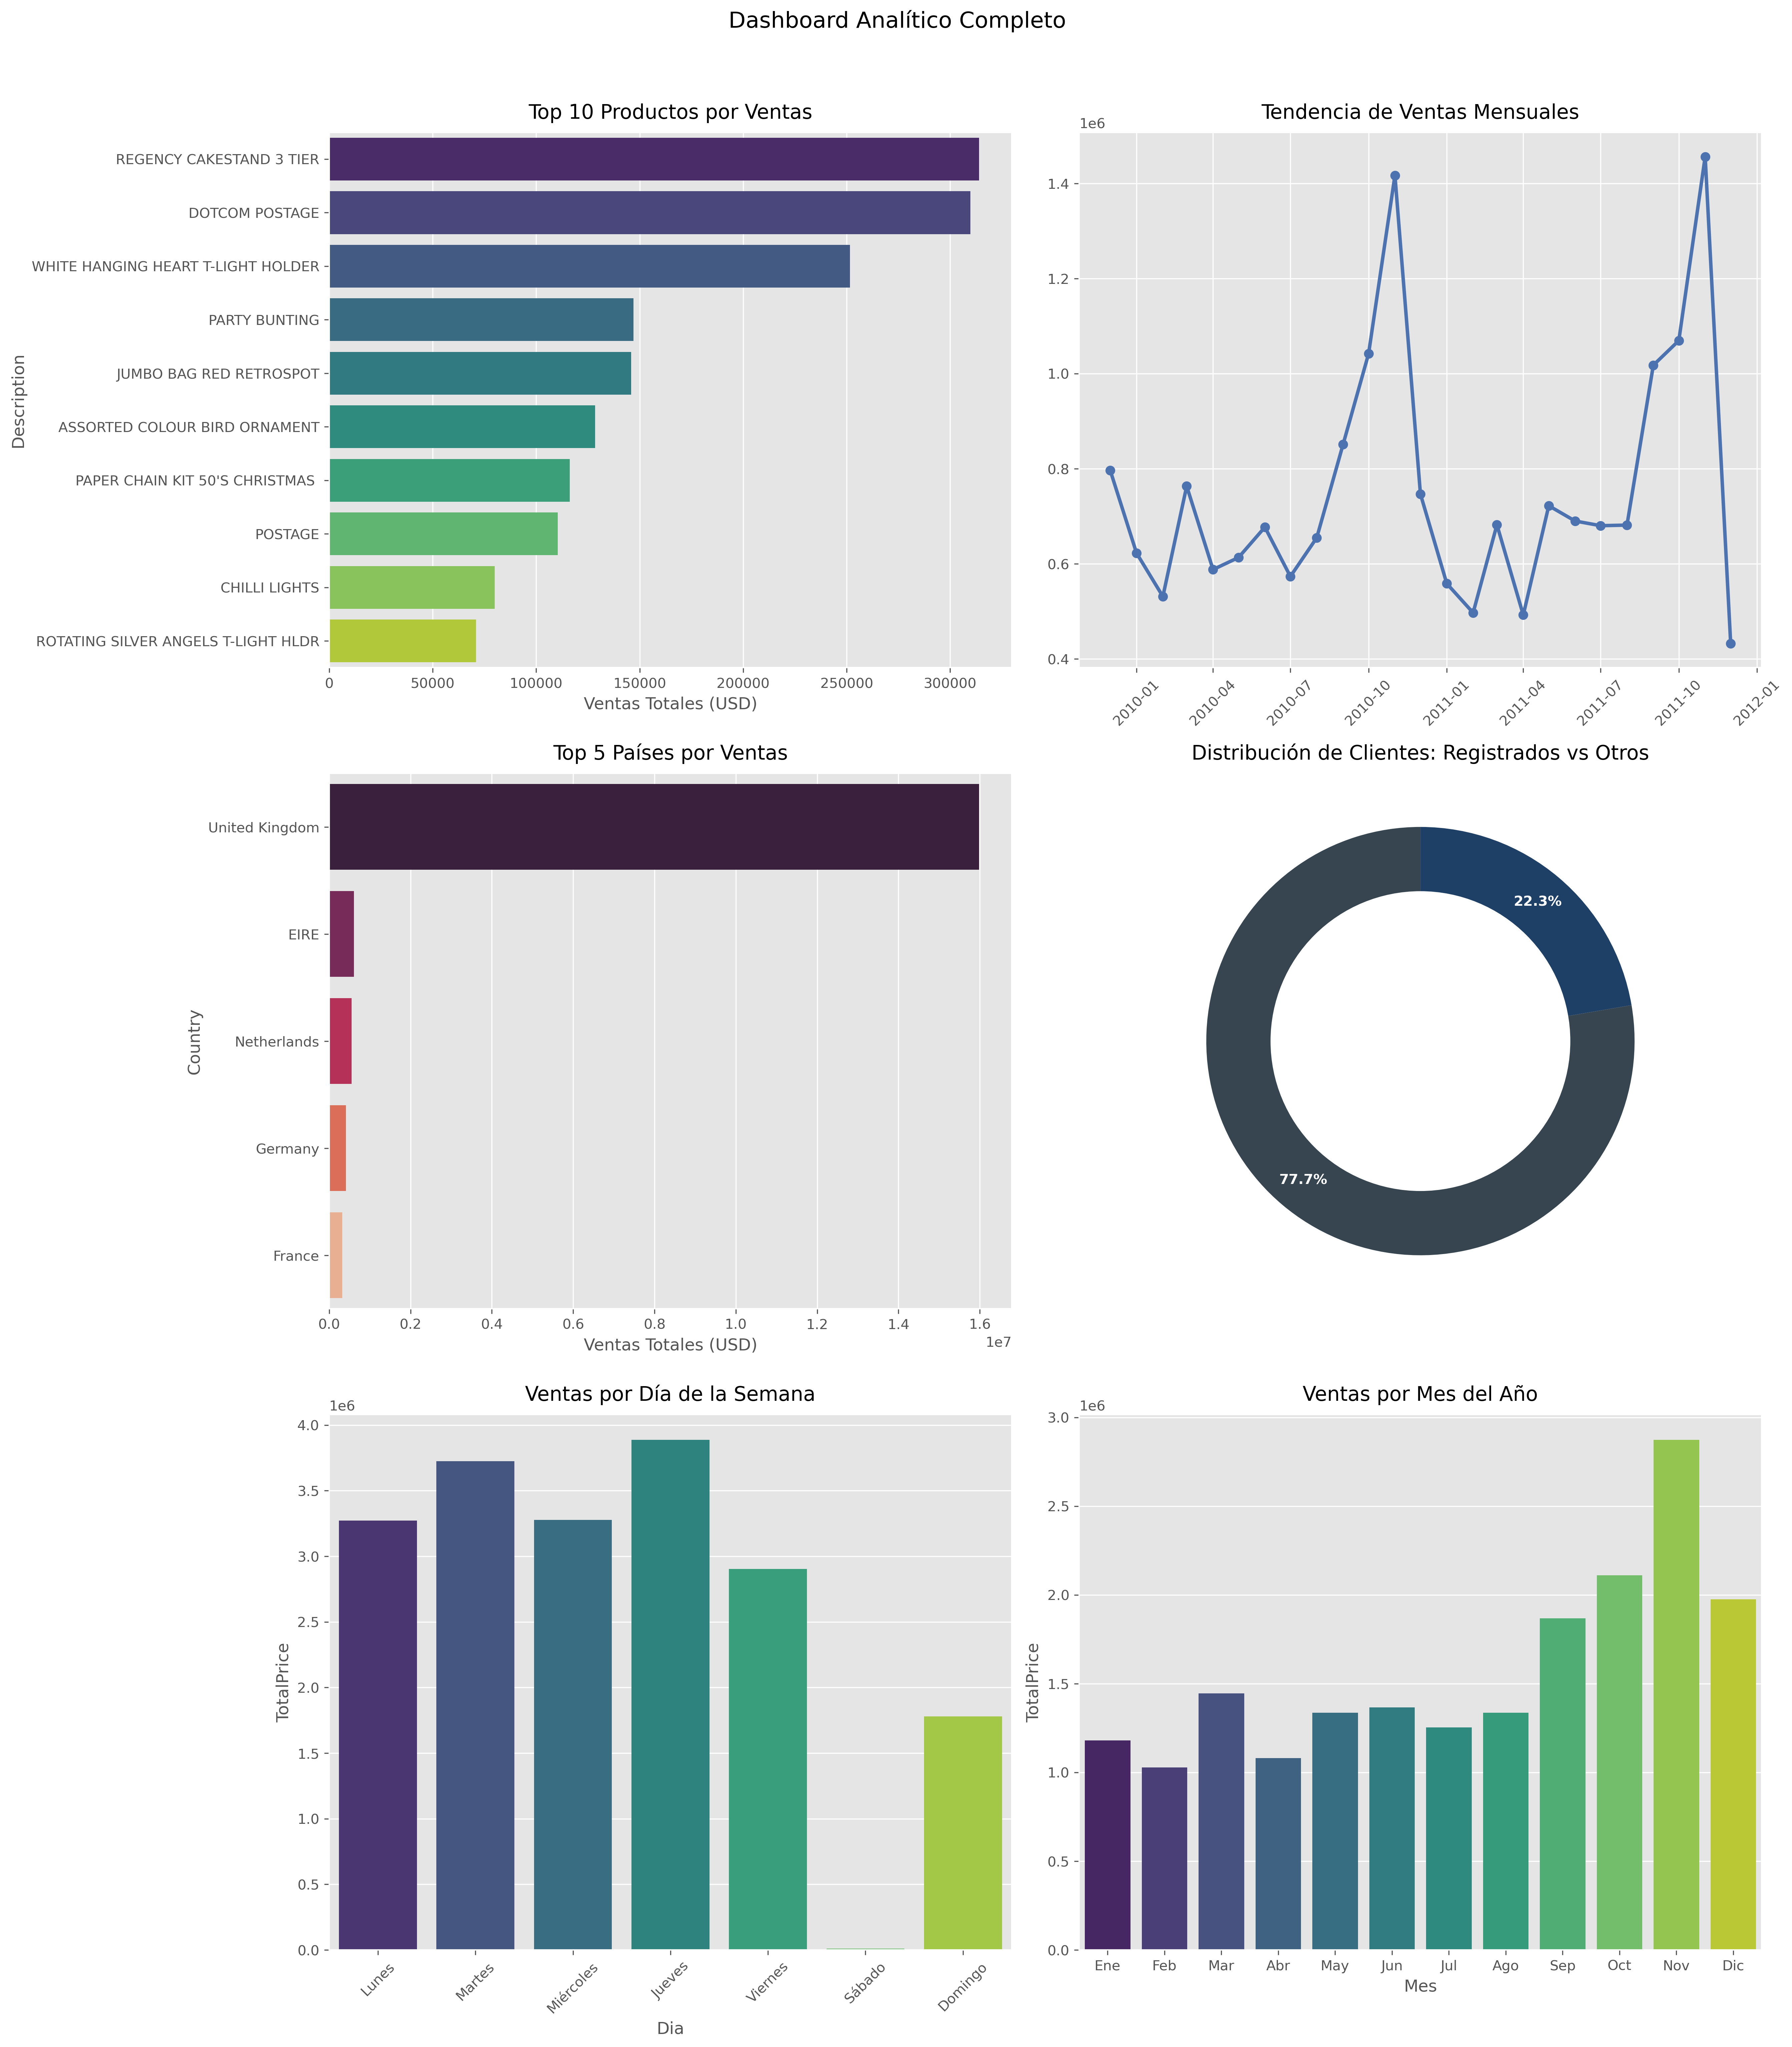 Dashboard Analítico Completo
Top 10 Productos por Ventas
Description
REGENCY CAKESTAND 3 TIER
DOTCOM POSTAGE
WHITE HANGING HEART T-LIGHT HOLDER
PARTY BUNTING
JUMBO BAG RED RETROSPOT
ASSORTED COLOUR BIRD ORNAMENT
PAPER CHAIN KIT 50'S CHRISTMAS
POSTAGE
CHILLI LIGHTS
ROTATING SILVER ANGELS T-LIGHT HLDR
0 50000 100000 150000 200000 250000 300000
Ventas Totales (USD)
Tendencia de Ventas Mensuales
1e6
1.4
1.2
1.0
0.8
0.6
0.4
2010-01 2010-04 2010-07 2010-10 2011-01 2011-04 2011-07 2011-10 2012-01
Top 5 Países por Ventas
Country
United Kingdom
EIRE
Netherlands
Germany
France
0.0 0.2 0.4 0.6 0.8 1.0 1.2 1.4 1.6
1e7
Ventas Totales (USD)
Distribución de Clientes: Registrados vs Otros
22.3%
77.7%
Ventas por Día de la Semana
1e6
TotalPrice
4.0
3.5
3.0
2.5
2.0
1.5
1.0
0.5
0.0
Lunes Martes Miércoles Jueves Viernes Sábado Domingo
Dia
Ventas por Mes del Año
1e6
TotalPrice
3.0
2.5
2.0
1.5
1.0
0.5
0.0
Ene Feb Mar Abr May Jun Jul Ago Sep Oct Nov Dic
Mes